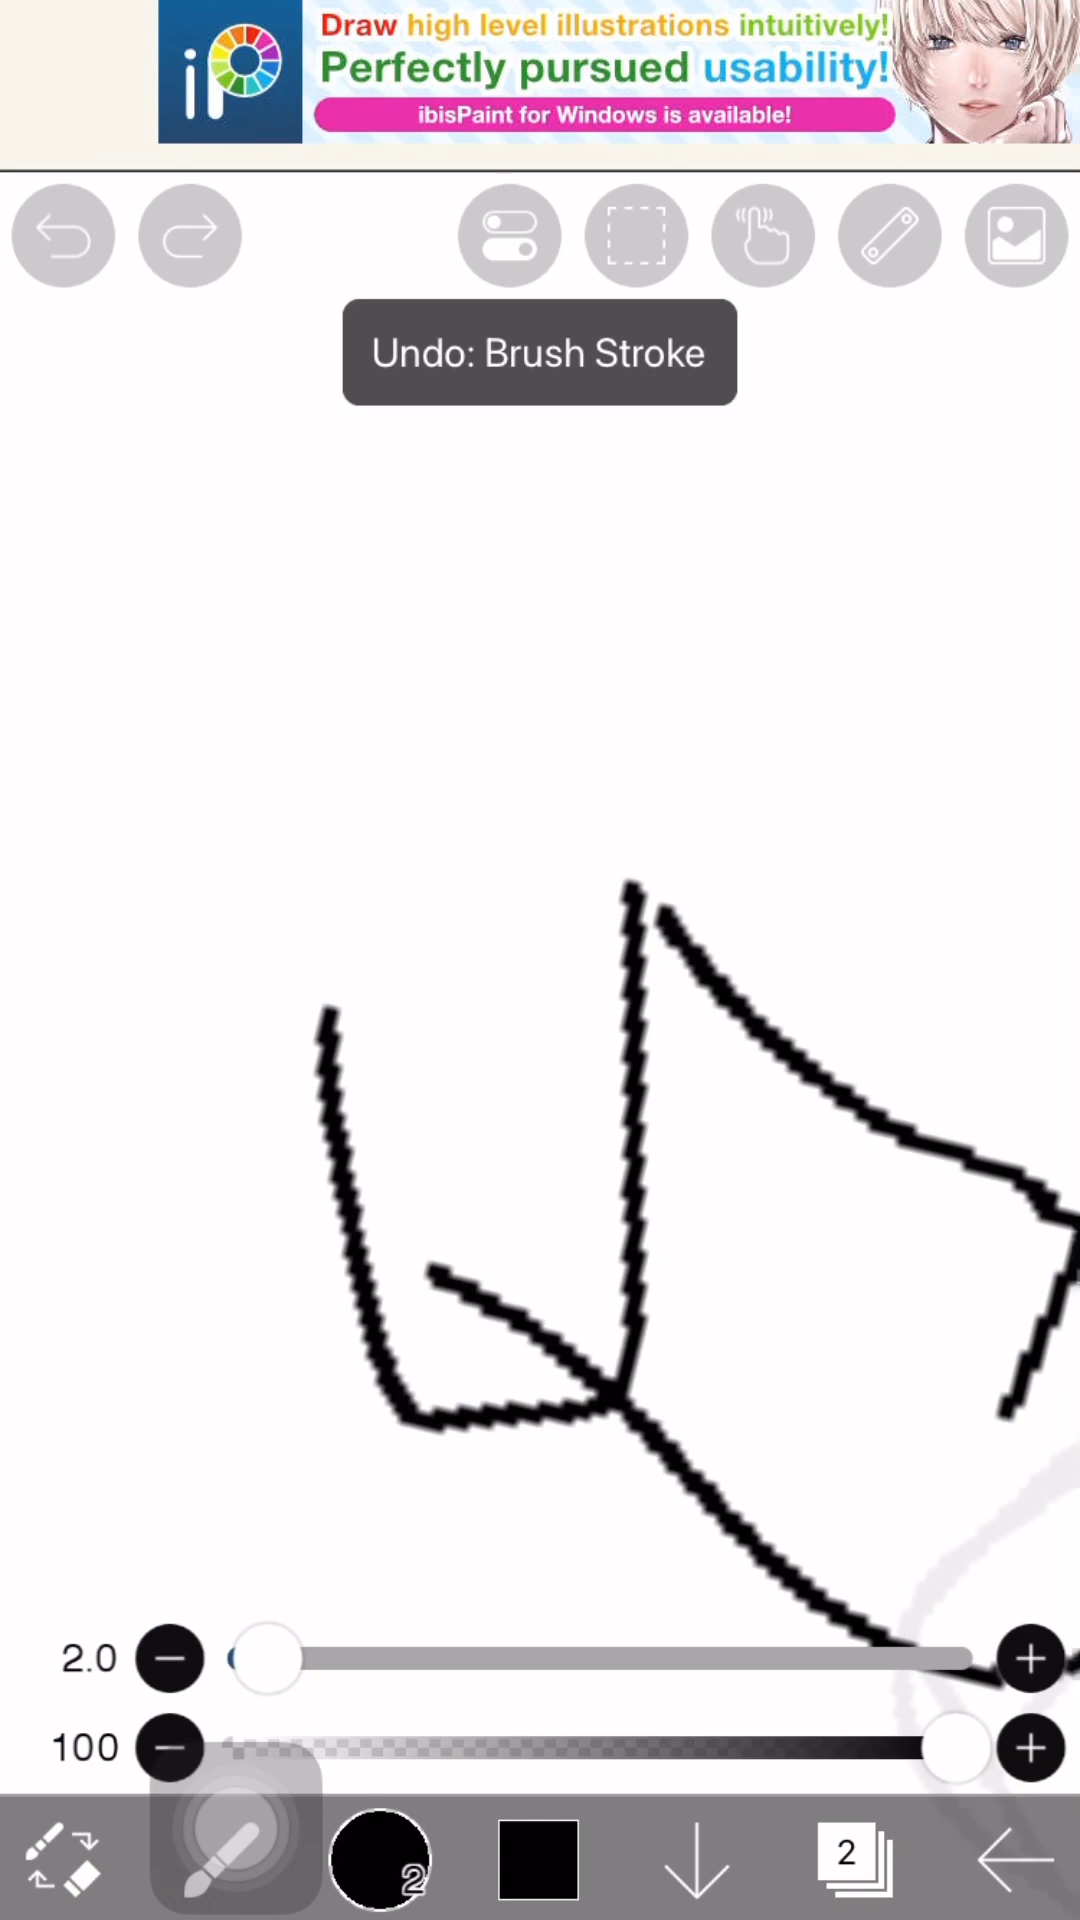 iP
Draw high level illustrations intuitively!
Perfectly pursued usability!
ibisPaint for Windows is available!
Undo: Brush Stroke
2.0
100
2
2